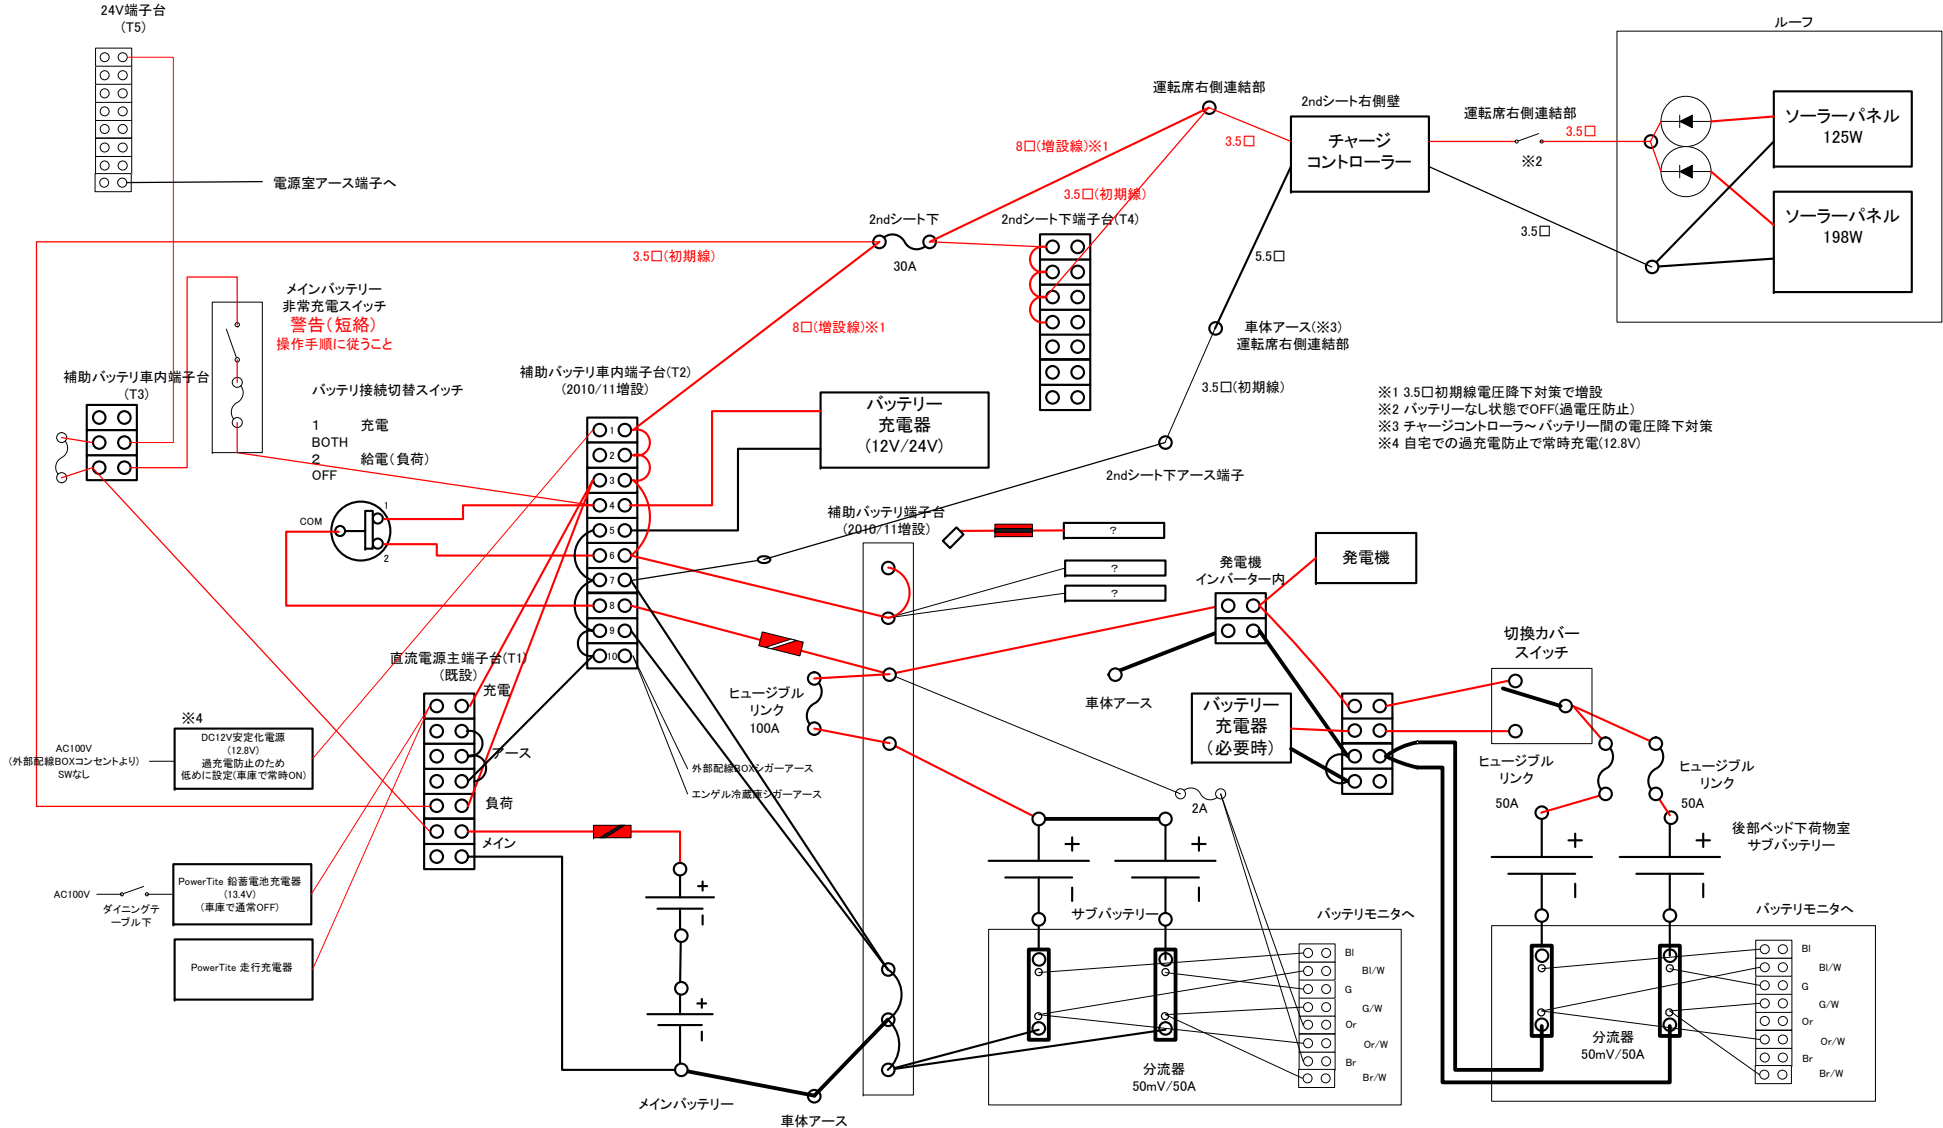 24V端子台
(T5)
電源室アース端子へ
ルーフ
ソーラーパネル
125W
ソーラーパネル
198W
運転席右側連結部
3.5□
※2
3.5□
2ndシート右側壁
チャージ
コントローラー
運転席右側連結部
3.5□
8□(増設線)※1
3.5□(初期線)
2ndシート下
30A
2ndシート下端子台(T4)
5.5□
3.5□(初期線)
8□(増設線)※1
車体アース(※3)
運転席右側連結部
3.5□(初期線)
2ndシート下アース端子
※1 3.5□初期線電圧降下対策で増設
※2 バッテリーなし状態でOFF(過電圧防止)
※3 チャージコントローラ～バッテリー間の電圧降下対策
※4 自宅での過充電防止で常時充電(12.8V)
メインバッテリー
非常充電スイッチ
警告(短絡)
操作手順に従うこと
補助バッテリ車内端子台
(T3)
バッテリ接続切替スイッチ
1 充電
BOTH
2 給電(負荷)
OFF
COM
1
2
補助バッテリ車内端子台(T2)
(2010/11増設)
1
2
3
4
5
6
7
8
9
10
バッテリー
充電器
(12V/24V)
補助バッテリ端子台
(2010/11増設)
?
?
?
発電機
インバーター内
発電機
車体アース
バッテリー
充電器
(必要時)
切換カバー
スイッチ
ヒュージブル
リンク
50A
ヒュージブル
リンク
50A
後部ベッド下荷物室
サブバッテリー
ヒュージブル
リンク
100A
2A
直流電源主端子台(T1)
(既設)
充電
アース
負荷
メイン
外部配線BOXシガーアース
エンゲル冷蔵庫シガーアース
※4
AC100V
(外部配線BOXコンセントより)
SWなし
DC12V安定化電源
(12.8V)
過充電防止のため
低めに設定(車庫で常時ON)
AC100V
ダイニングテ
ーブル下
PowerTite 鉛蓄電池充電器
(13.4V)
(車庫で通常OFF)
PowerTite 走行充電器
+
+
メインバッテリー
車体アース
+
+
サブバッテリー
バッテリモニタへ
Bl
Bl/W
G
G/W
Or
Or/W
Br
Br/W
分流器
50mV/50A
+
+
バッテリモニタへ
Bl
Bl/W
G
G/W
Or
Or/W
Br
Br/W
分流器
50mV/50A